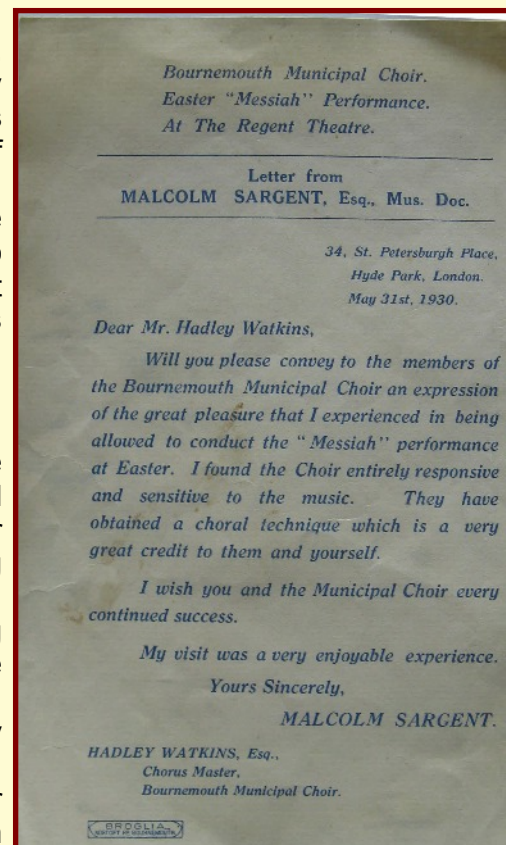 Bournemouth Municipal Choir.
Easter "Messiah" Performance.
At The Regent Theatre.
Letter from
MALCOLM SARGENT, Esq., Mus. Doc.
34, St. Petersburgh Place,
Hyde Park, London.
May 31st, 1930.
Dear Mr. Hadley Watkins,
Will you please convey to the members of
the Bournemouth Municipal Choir an expression
of the great pleasure that I experienced in being
allowed to conduct the "Messiah" performance
at Easter. I found the Choir entirely responsive
and sensitive to the music. They have
obtained a choral technique which is a very
great credit to them and yourself.
I wish you and the Municipal Choir every
continued success.
My visit was a very enjoyable experience.
Yours Sincerely,
MALCOLM SARGENT.
HADLEY WATKINS, Esq.,
Chorus Master,
Bournemouth Municipal Choir.
BROGLIA